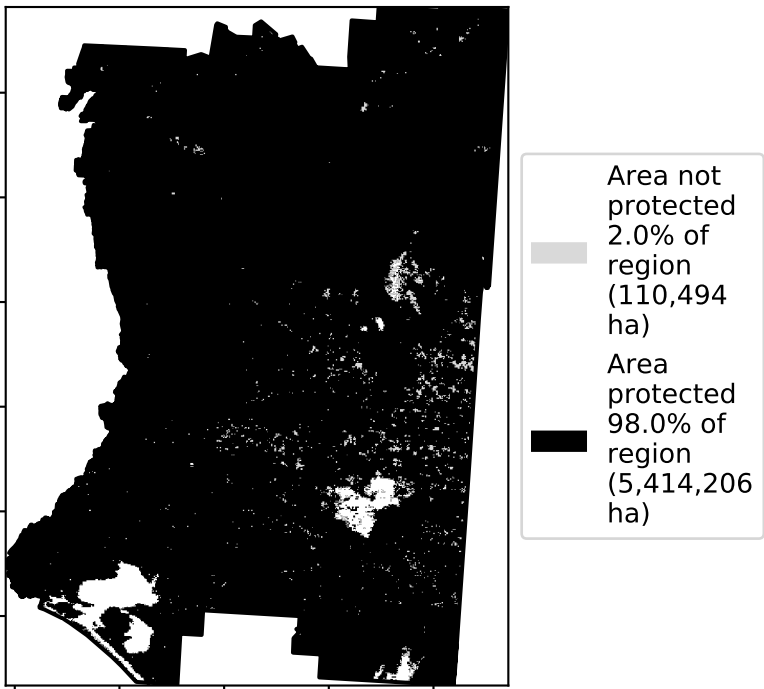 Area not
protected
2.0% of
region
(110,494
ha)
Area
protected
98.0% of
region
(5,414,206
ha)